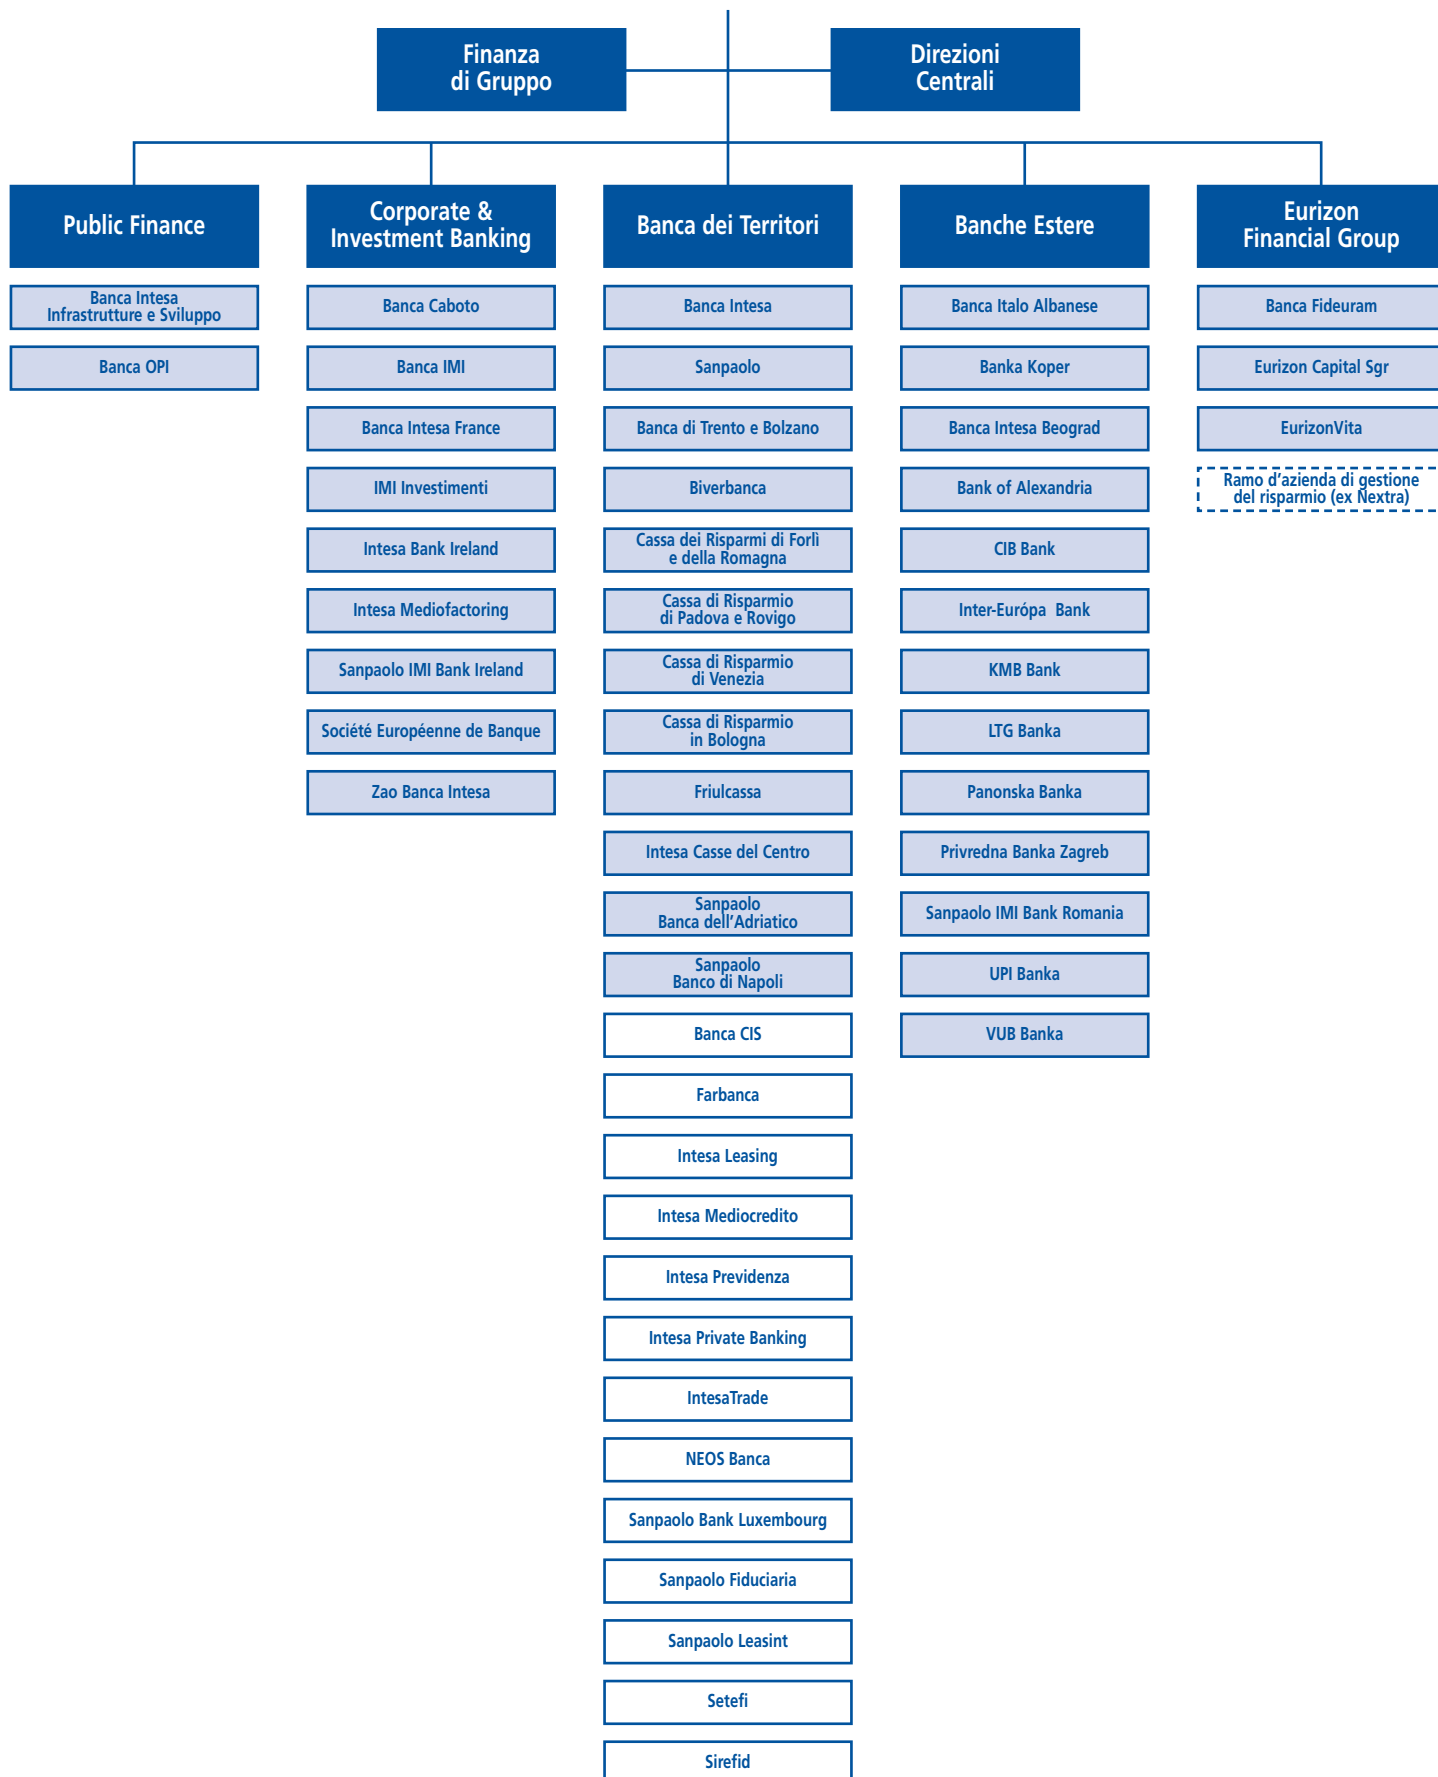 Finanza
di Gruppo
Direzioni
Centrali
Public Finance
Corporate &
Investment Banking
Banca dei Territori
Banche Estere
Eurizon
Financial Group
Banca Intesa
Infrastrutture e Sviluppo
Banca OPI
Banca Caboto
Banca IMI
Banca Intesa France
IMI Investimenti
Intesa Bank Ireland
Intesa Mediofactoring
Sanpaolo IMI Bank Ireland
Société Européenne de Banque
Zao Banca Intesa
Banca Intesa
Sanpaolo
Banca di Trento e Bolzano
Biverbanca
Cassa dei Risparmi di Forlì
e della Romagna
Cassa di Risparmio
di Padova e Rovigo
Cassa di Risparmio
di Venezia
Cassa di Risparmio
in Bologna
Friulcassa
Intesa Casse del Centro
Sanpaolo
Banca dell’Adriatico
Sanpaolo
Banco di Napoli
Banca CIS
Farbanca
Intesa Leasing
Intesa Mediocredito
Intesa Previdenza
Intesa Private Banking
IntesaTrade
NEOS Banca
Sanpaolo Bank Luxembourg
Sanpaolo Fiduciaria
Sanpaolo Leasint
Setefi
Sirefid
Banca Italo Albanese
Banka Koper
Banca Intesa Beograd
Bank of Alexandria
CIB Bank
Inter-Európa Bank
KMB Bank
LTG Banka
Panonska Banka
Privredna Banka Zagreb
Sanpaolo IMI Bank Romania
UPI Banka
VUB Banka
Banca Fideuram
Eurizon Capital Sgr
EurizonVita
Ramo d’azienda di gestione
del risparmio (ex Nextra)